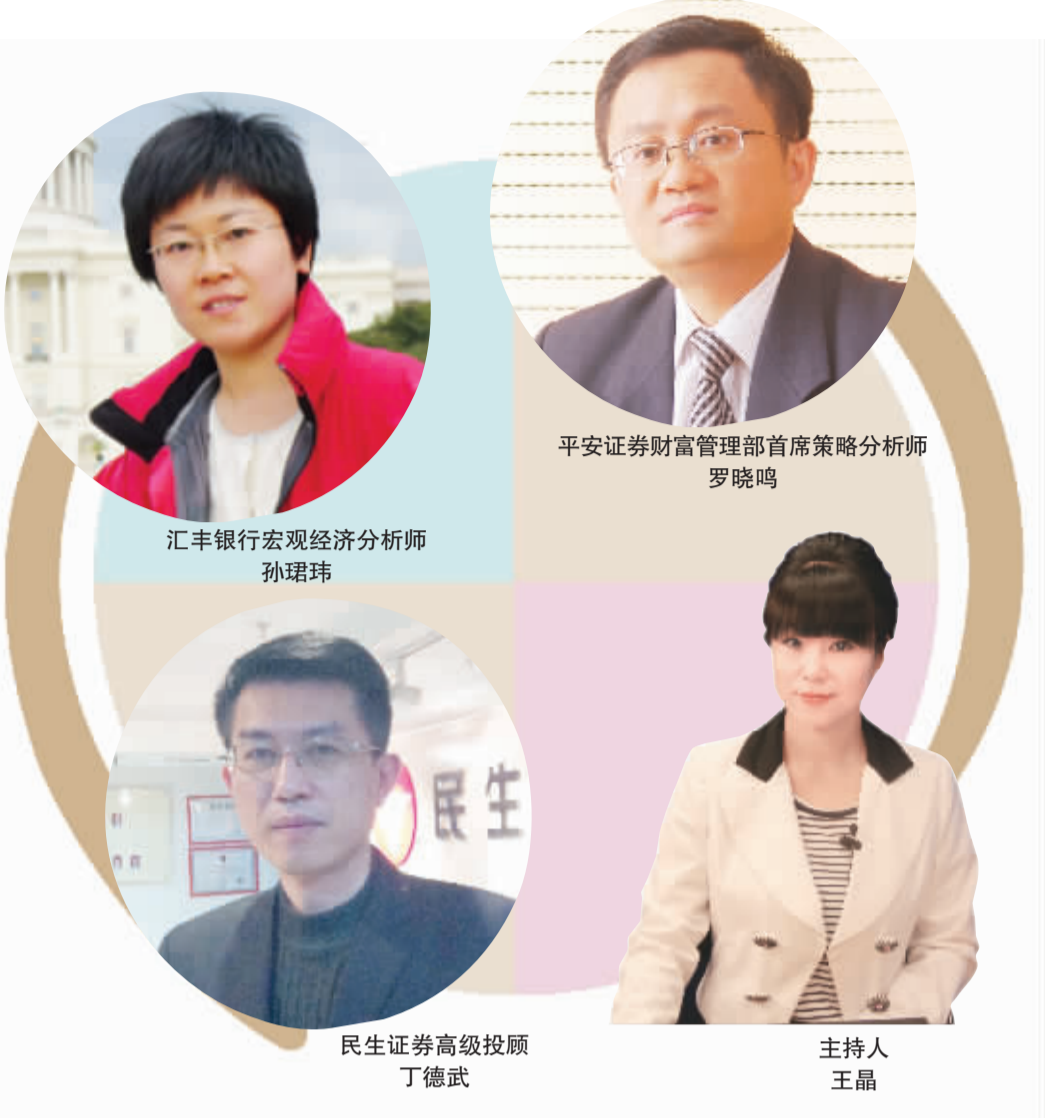 平安证券财富管理部首席策略分析师
罗晓鸣
汇丰银行宏观经济分析师
孙珺玮
民生
民生证券高级投顾
丁德武
主持人
王晶